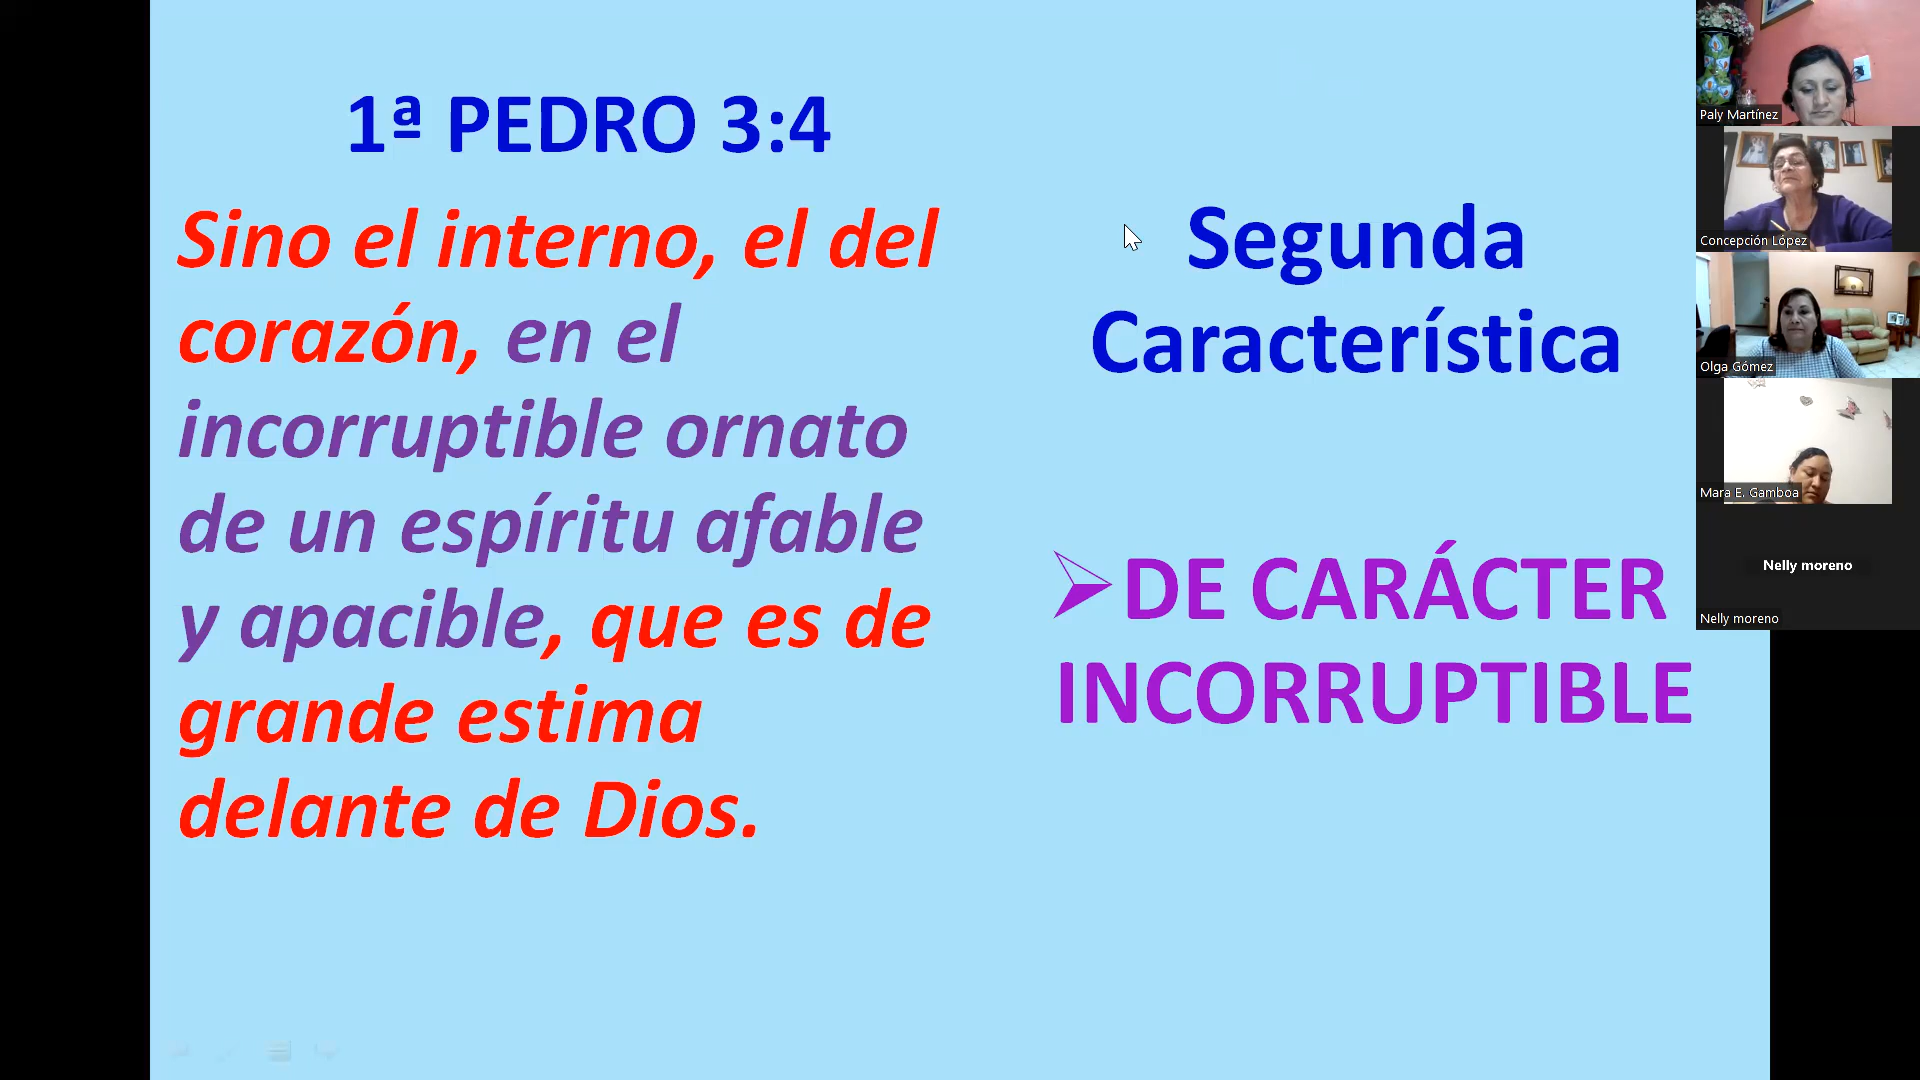 1ª PEDRO 3:4
Sino el interno, el del
corazón, en el
incorruptible ornato
de un espíritu afable
y apacible, que es de
grande estima
delante de Dios.
Segunda
Característica
DE CARÁCTER
INCORRUPTIBLE
Paly Martínez
Concepción López
Olga Gómez
Mara E. Gamboa
Nelly moreno
Nelly moreno